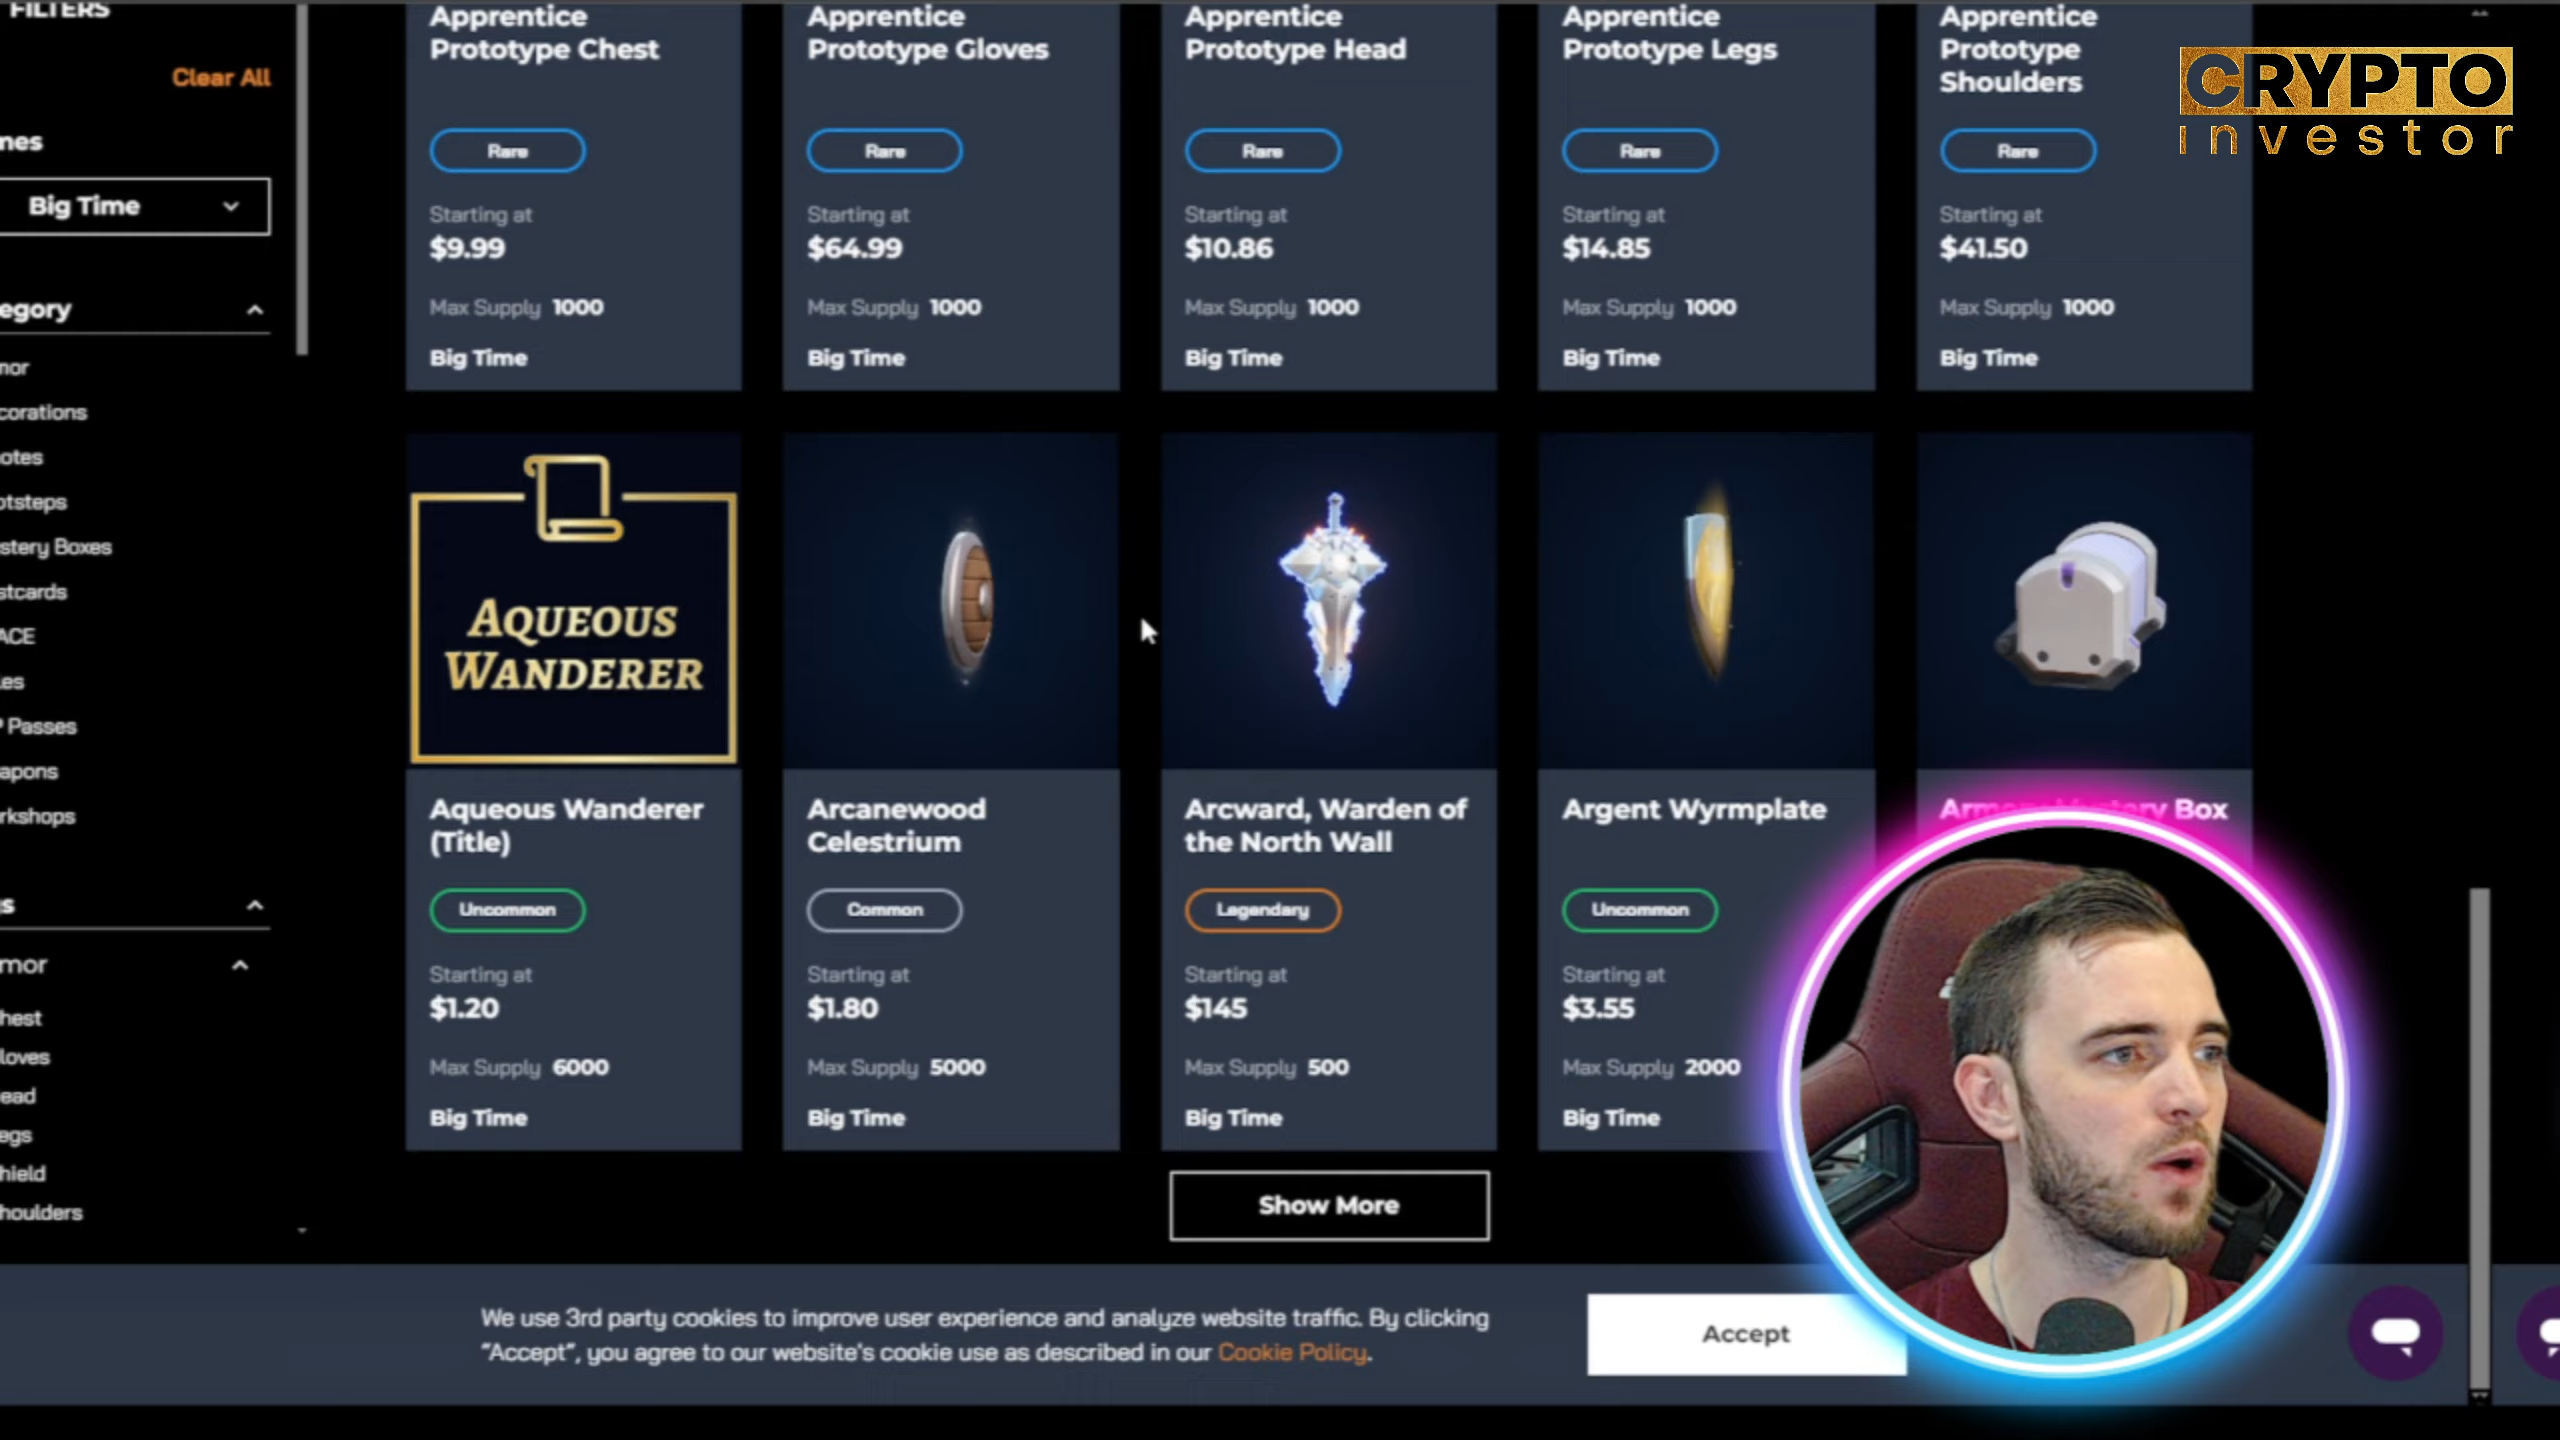 FILTERS
Clear All
nes
Big Time
egory
mor
corations
otes
otsteps
stery Boxes
stcards
ACE
les
P Passes
apons
rkshops
s
mor
hest
loves
ead
egs
hield
houlders
Apprentice
Prototype Chest
Rare
Starting at
$9.99
Max Supply 1000
Big Time
Apprentice
Prototype Gloves
Rare
Starting at
$64.99
Max Supply 1000
Big Time
Apprentice
Prototype Head
Rare
Starting at
$10.86
Max Supply 1000
Big Time
Apprentice
Prototype Legs
Rare
Starting at
$14.85
Max Supply 1000
Big Time
Apprentice
Prototype
Shoulders
Rare
Starting at
$41.50
Max Supply 1000
Big Time
CRYPTO
investor
AQUEOUS
WANDERER
Aqueous Wanderer
(Title)
Uncommon
Starting at
$1.20
Max Supply 6000
Big Time
Arcanewood
Celestrium
Common
Starting at
$1.80
Max Supply 5000
Big Time
Arcward, Warden of
the North Wall
Legendary
Starting at
$145
Max Supply 500
Big Time
Argent Wyrmplate
Uncommon
Starting at
$3.55
Max Supply 2000
Big Time
Box
Show More
We use 3rd party cookies to improve user experience and analyze website traffic. By clicking
"Accept", you agree to our website's cookie use as described in our Cookie Policy.
Accept